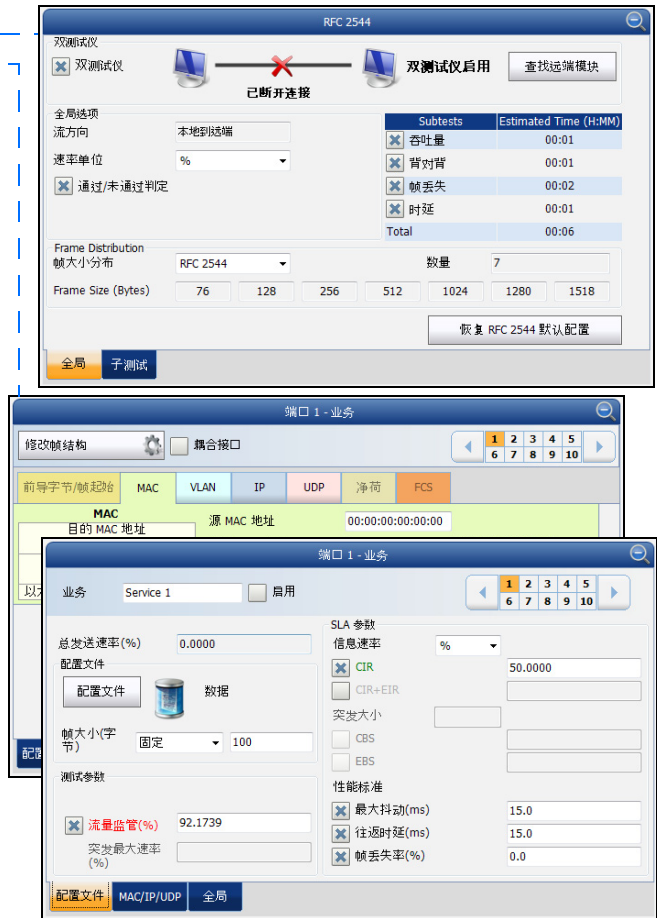 RFC 2544
双测试仪
双测试仪
双测试仪启用
查找远端模块
已断开连接
全局选项
流方向 本地到远端
速率单位 %
通过/未通过判定
Subtests Estimated Time (H:MM)
吞吐量 00:01
背对背 00:01
帧丢失 00:02
时延 00:01
Total 00:06
Frame Distribution
帧大小分布 RFC 2544 数量 7
Frame Size (Bytes) 76 128 256 512 1024 1280 1518
恢复 RFC 2544 默认配置
全局 子测试
端口 1 - 业务
修改帧结构 耦合接口
1 2 3 4 5
6 7 8 9 10
前导字节/帧起始 MAC VLAN IP UDP 净荷 FCS
MAC
目的 MAC 地址
源 MAC 地址 00:00:00:00:00:00
端口 1 - 业务
业务 Service 1 启用
1 2 3 4 5
6 7 8 9 10
总发送速率(%) 0.0000
配置文件
配置文件 数据
帧大小(字
节) 固定 100
测试参数
流量监管(%) 92.1739
突发最大速率
(%)
SLA 参数
信息速率 %
CIR 50.0000
CIR+EIR
突发大小
CBS
EBS
性能标准
最大抖动(ms) 15.0
往返时延(ms) 15.0
帧丢失率(%) 0.0
配置文件 MAC/IP/UDP 全局